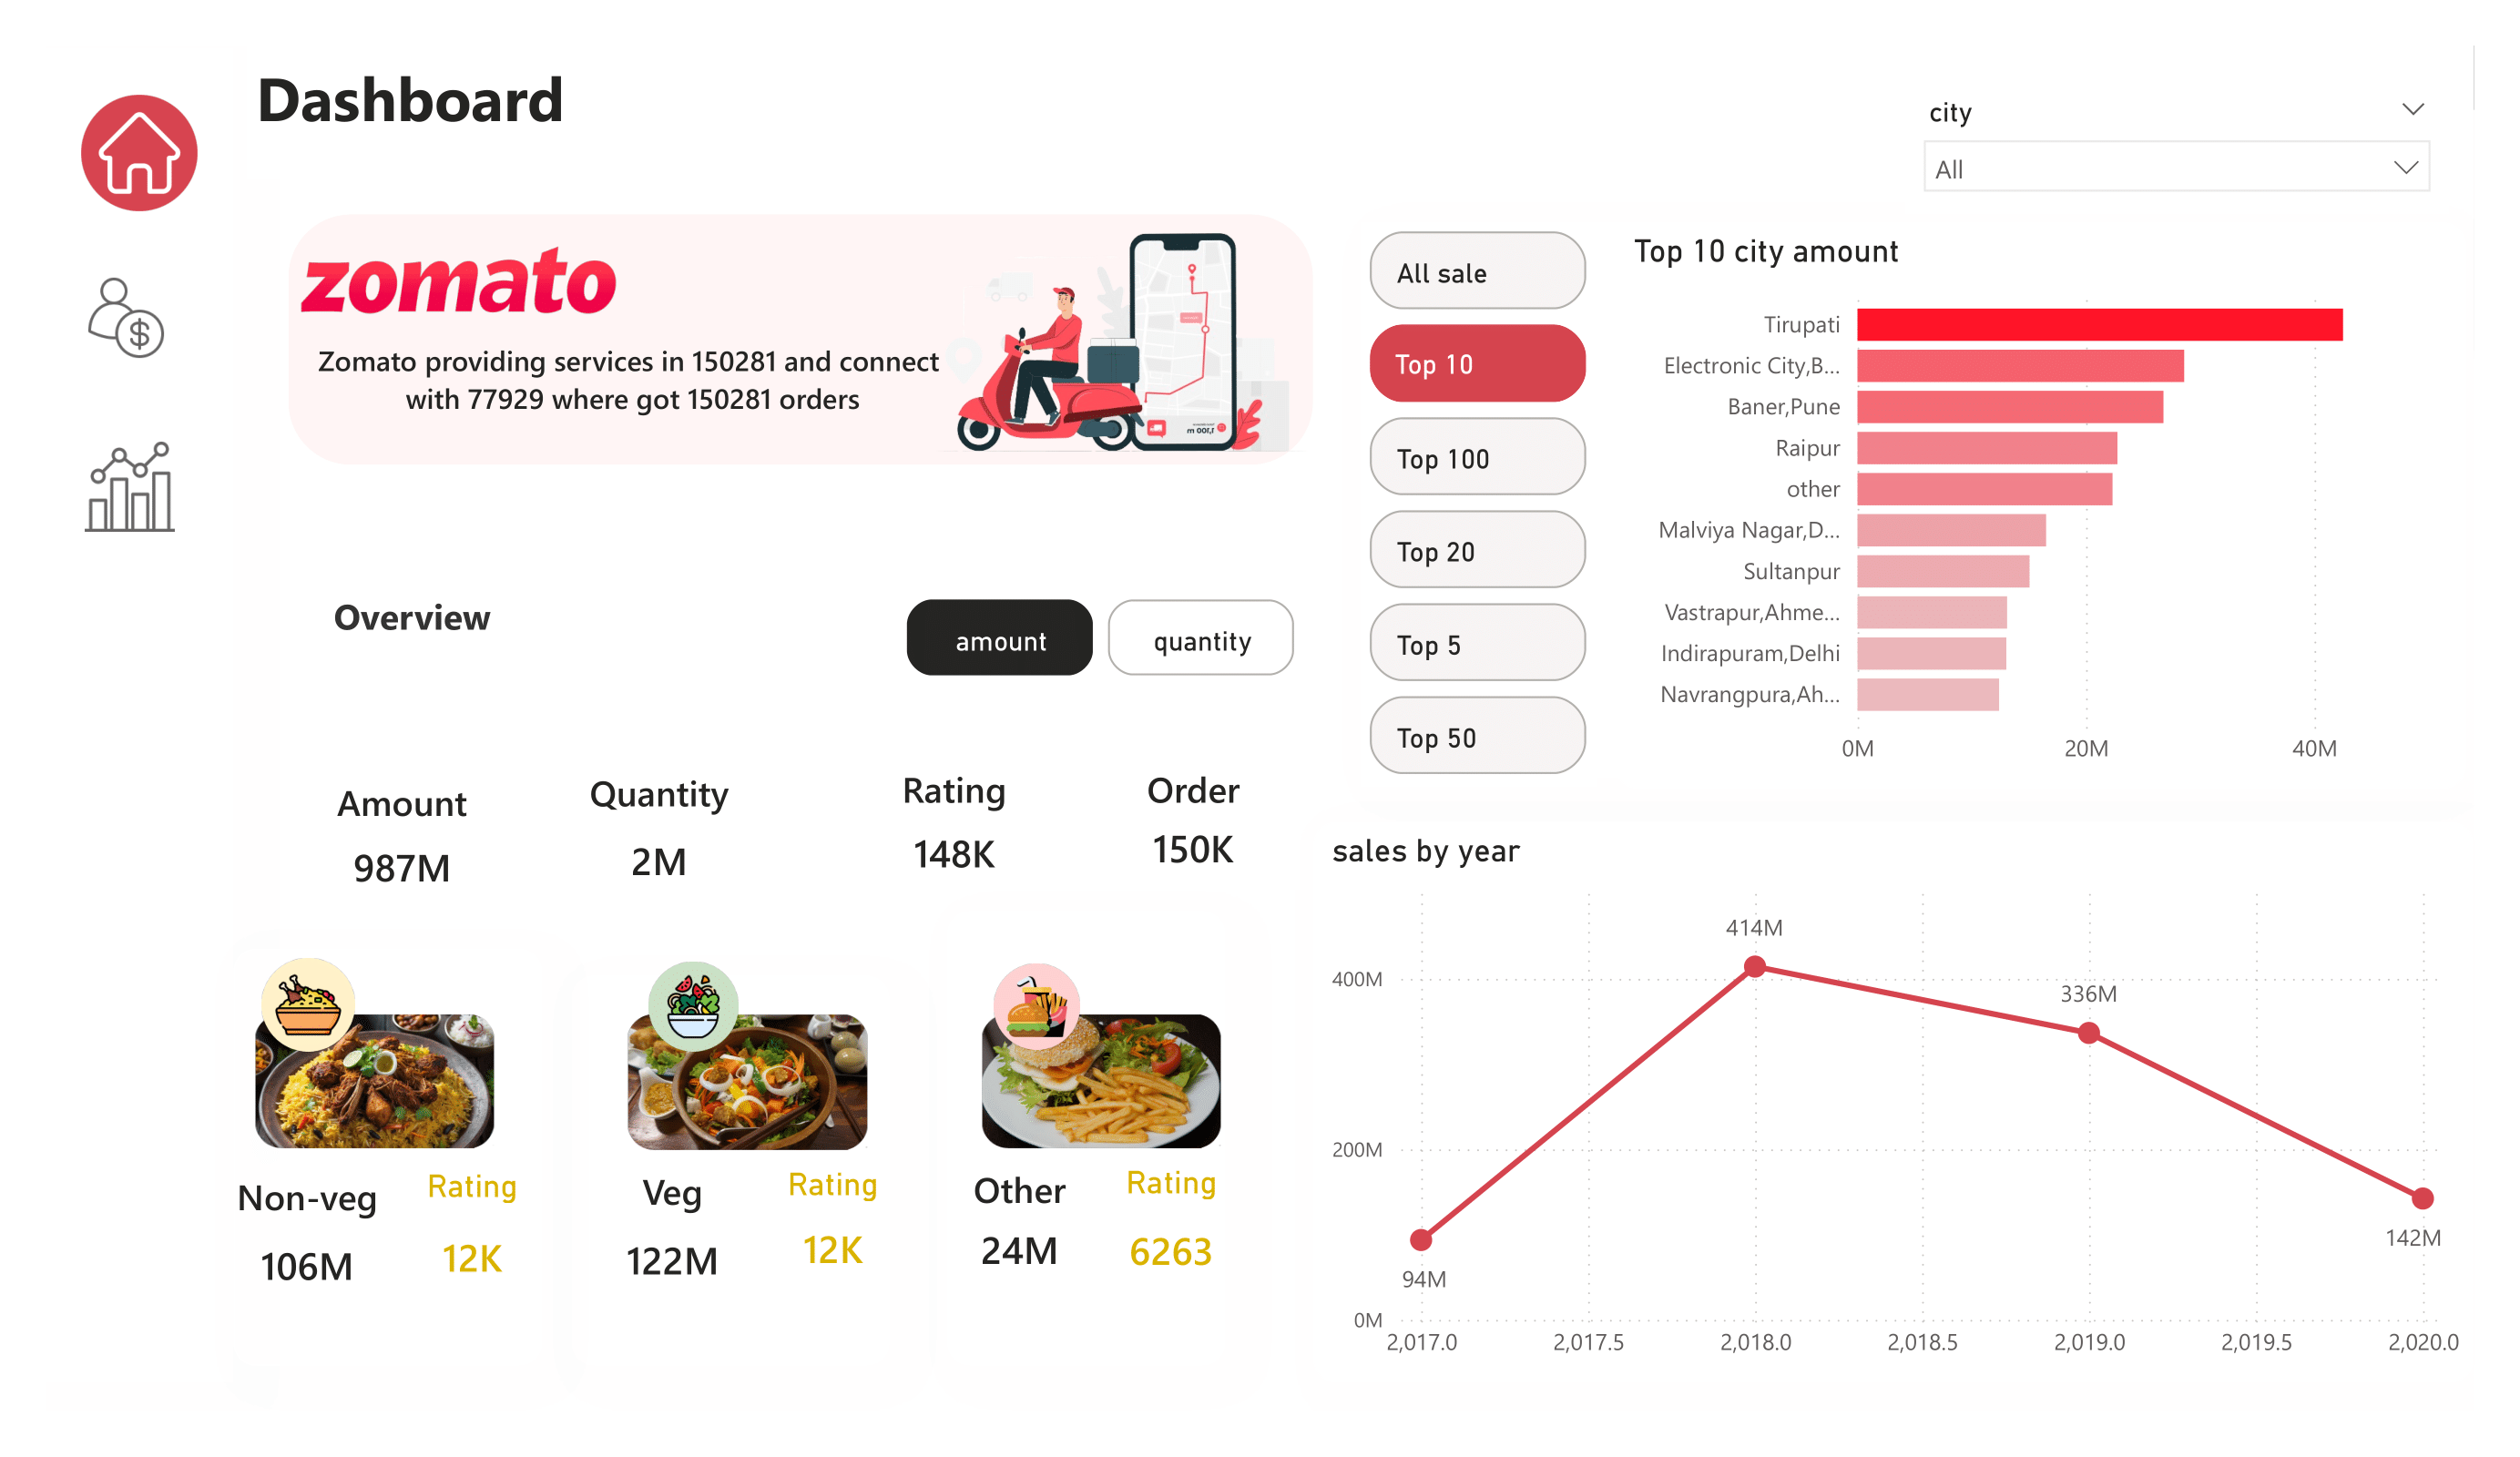 Dashboard
city
All
zomato
Zomato providing services in 150281 and connect
with 77929 where got 150281 orders
All sale
Top 10
Top 100
Top 20
Top 5
Top 50
Top 10 city amount
Tirupati
Electronic City,B...
Baner,Pune
Raipur
other
Malviya Nagar,D...
Sultanpur
Vastrapur,Ahme...
Indirapuram,Delhi
Navrangpura,Ah...
0M 20M 40M
Overview
amount
quantity
Amount
987M
Quantity
2M
Rating
148K
Order
150K
Non-veg
106M
Rating
12K
Veg
122M
Rating
12K
Other
24M
Rating
6263
sales by year
400M
200M
0M
94M
414M
336M
142M
2,017.0 2,017.5 2,018.0 2,018.5 2,019.0 2,019.5 2,020.0